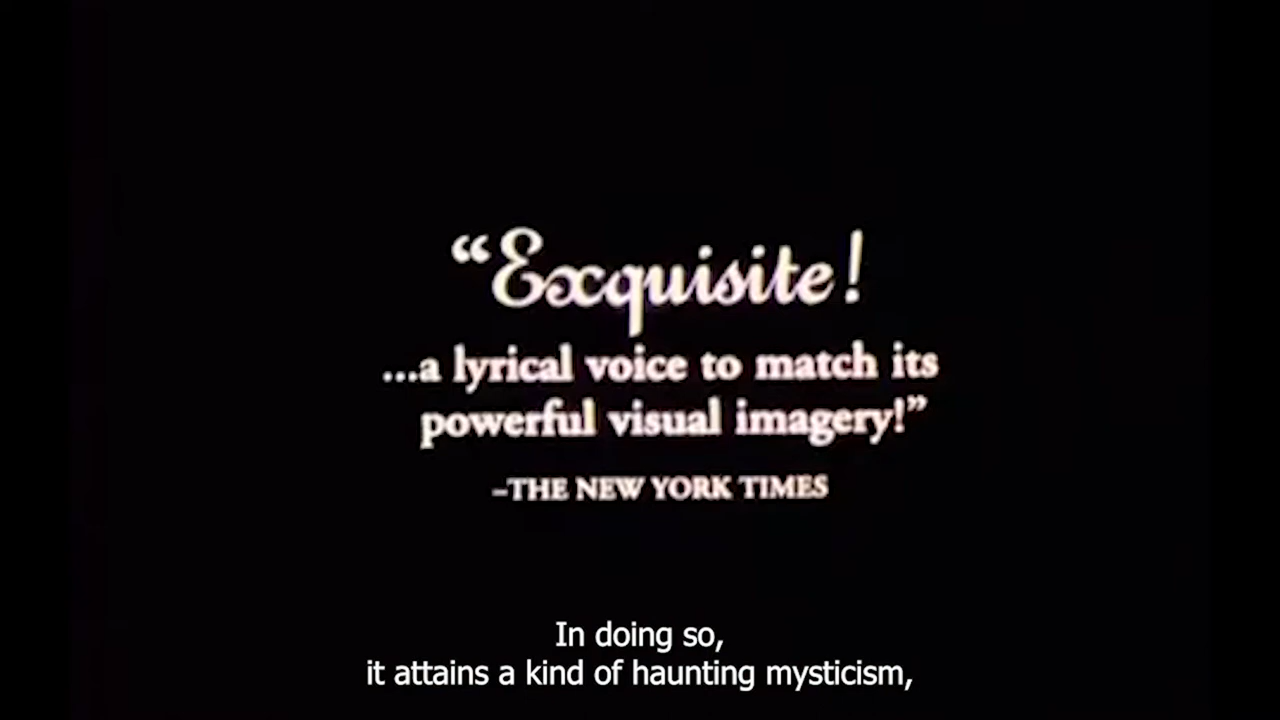 “Exquisite!
...a lyrical voice to match its
powerful visual imagery!”
–THE NEW YORK TIMES
In doing so,
it attains a kind of haunting mysticism,